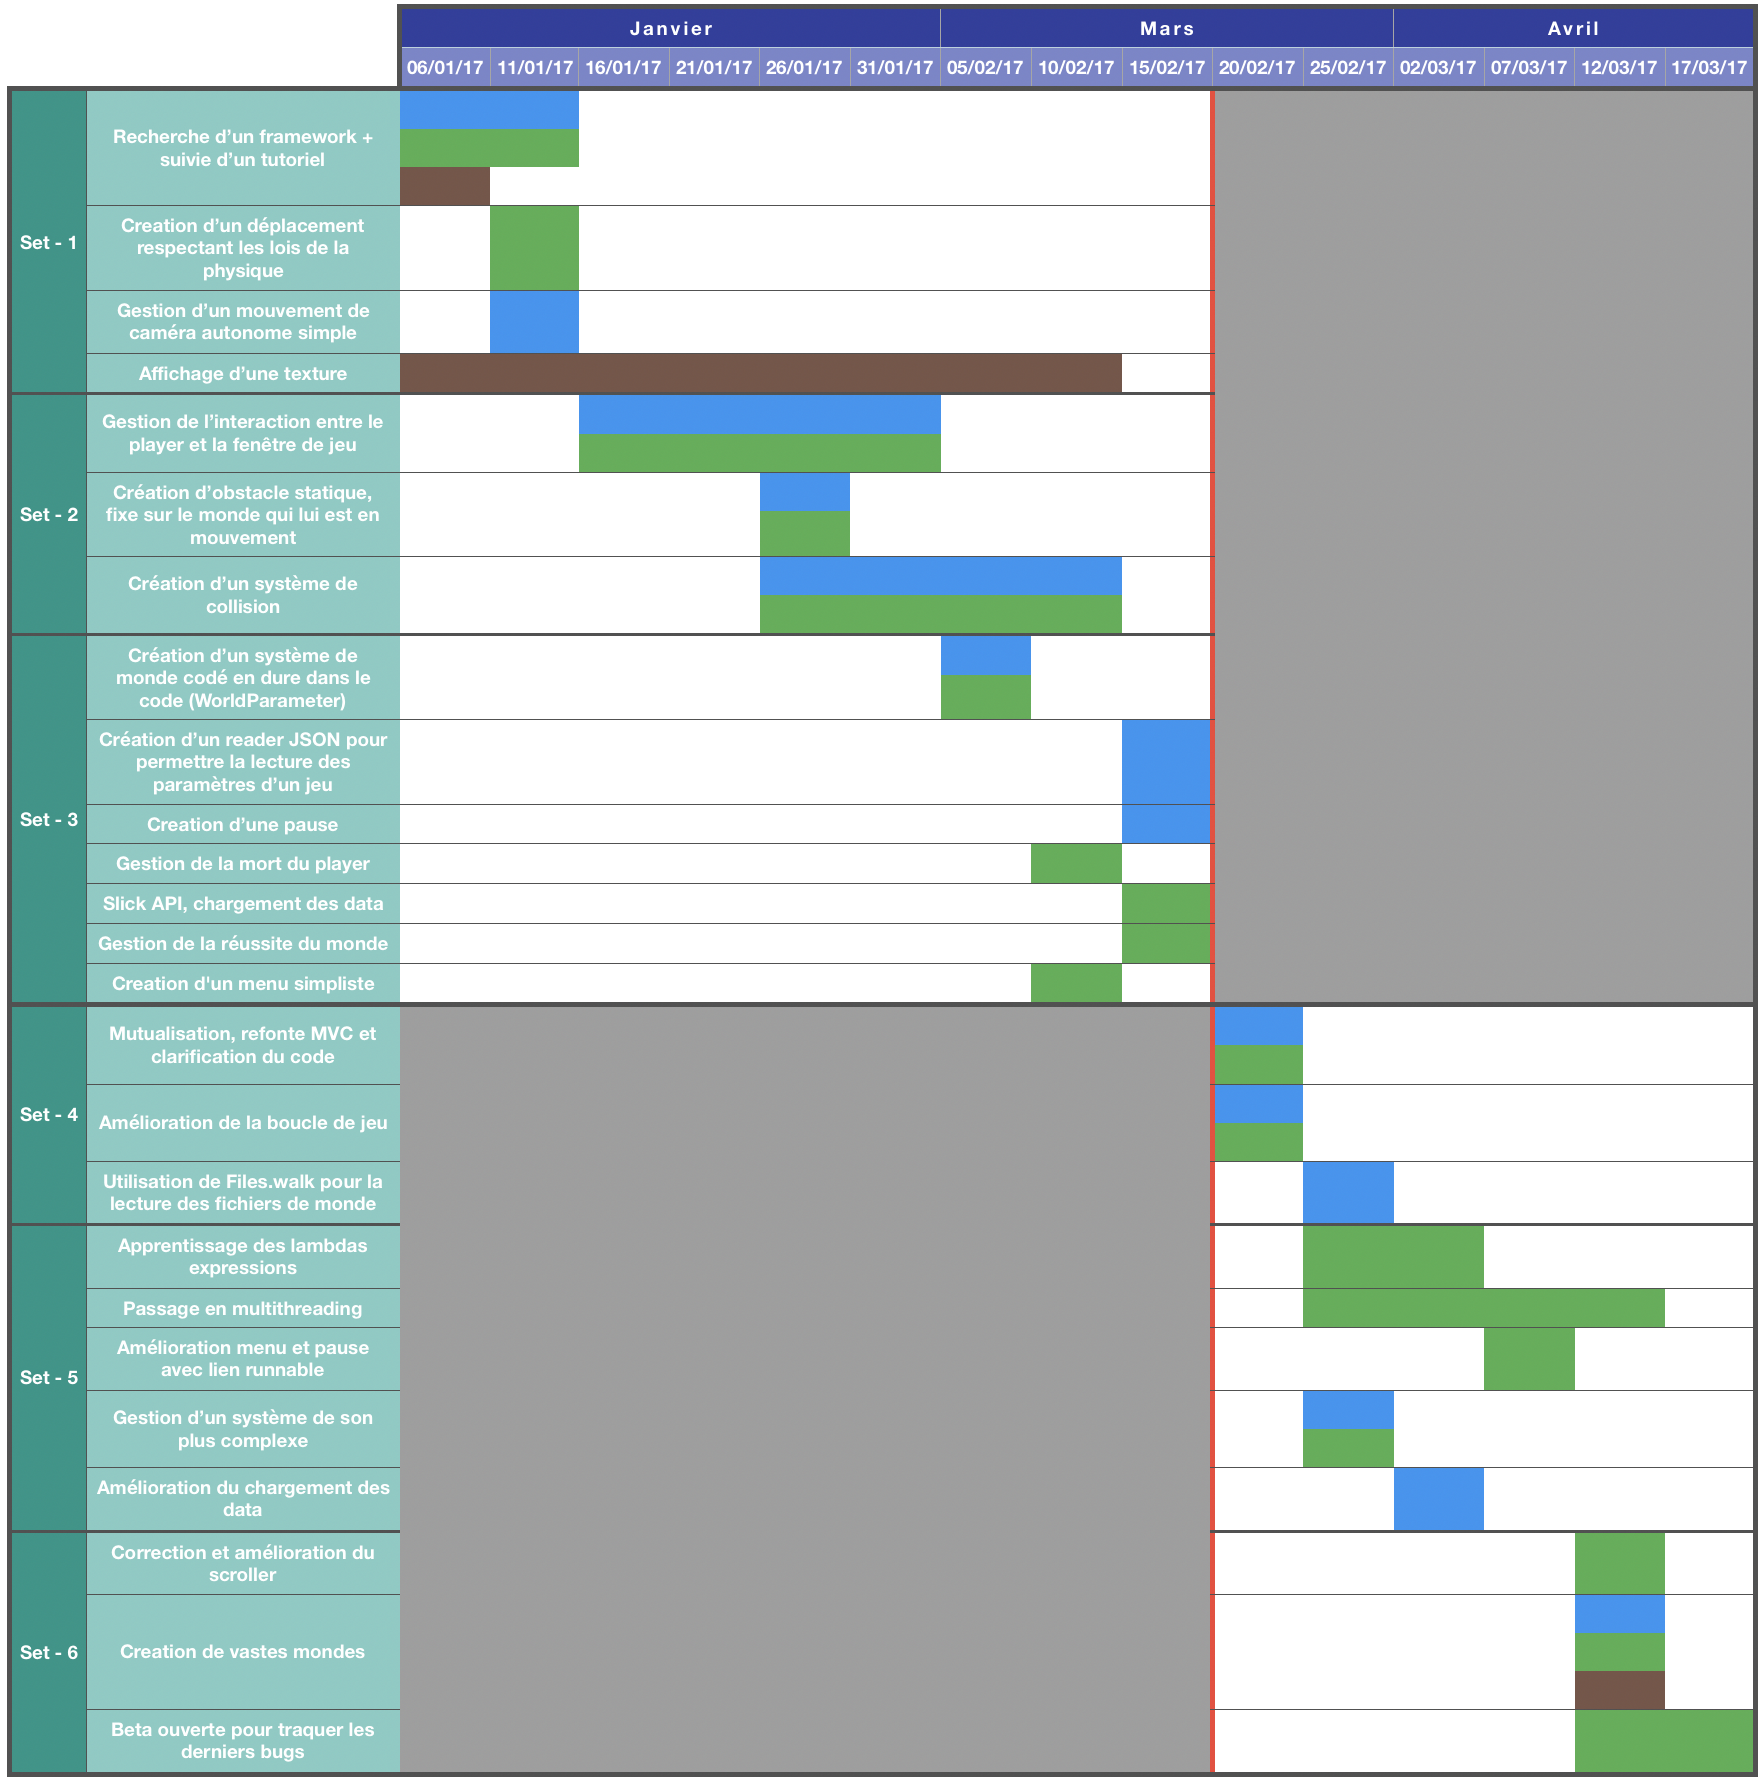 Janvier Mars Avril
06/01/17 11/01/17 16/01/17 21/01/17 26/01/17 31/01/17 05/02/17 10/02/17 15/02/17 20/02/17 25/02/17 02/03/17 07/03/17 12/03/17 17/03/17
Set - 1
Recherche d’un framework +
suivie d’un tutoriel
Creation d’un déplacement
respectant les lois de la
physique
Gestion d’un mouvement de
caméra autonome simple
Affichage d’une texture
Set - 2
Gestion de l’interaction entre le
player et la fenêtre de jeu
Création d’obstacle statique,
fixe sur le monde qui lui est en
mouvement
Création d’un système de
collision
Set - 3
Création d’un système de
monde codé en dure dans le
code (WorldParameter)
Création d’un reader JSON pour
permettre la lecture des
paramètres d’un jeu
Creation d’une pause
Gestion de la mort du player
Slick API, chargement des data
Gestion de la réussite du monde
Creation d'un menu simpliste
Set - 4
Mutualisation, refonte MVC et
clarification du code
Amélioration de la boucle de jeu
Utilisation de Files.walk pour la
lecture des fichiers de monde
Set - 5
Apprentissage des lambdas
expressions
Passage en multithreading
Amélioration menu et pause
avec lien runnable
Gestion d’un système de son
plus complexe
Amélioration du chargement des
data
Set - 6
Correction et amélioration du
scroller
Creation de vastes mondes
Beta ouverte pour traquer les
derniers bugs